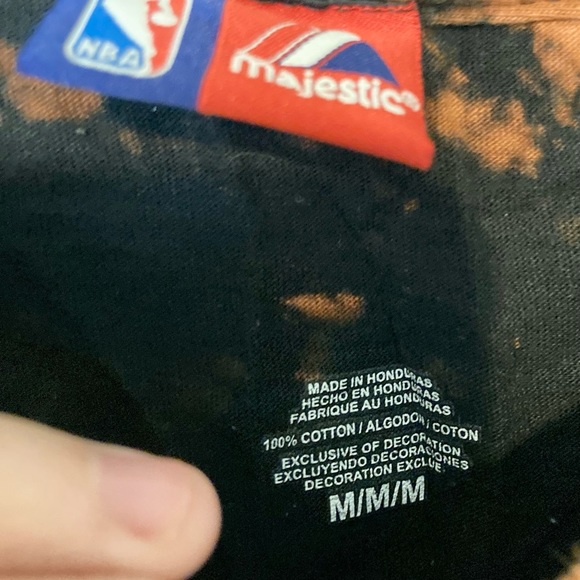 NBA
majestic®
MADE IN HONDURAS
HECHO EN HONDURAS
FABRIQUE AU HONDURAS
100% COTTON / ALGODON / COTON
EXCLUSIVE OF DECORATION
EXCLUYENDO DECORACIONES
DECORATION EXCLUE
M/M/M